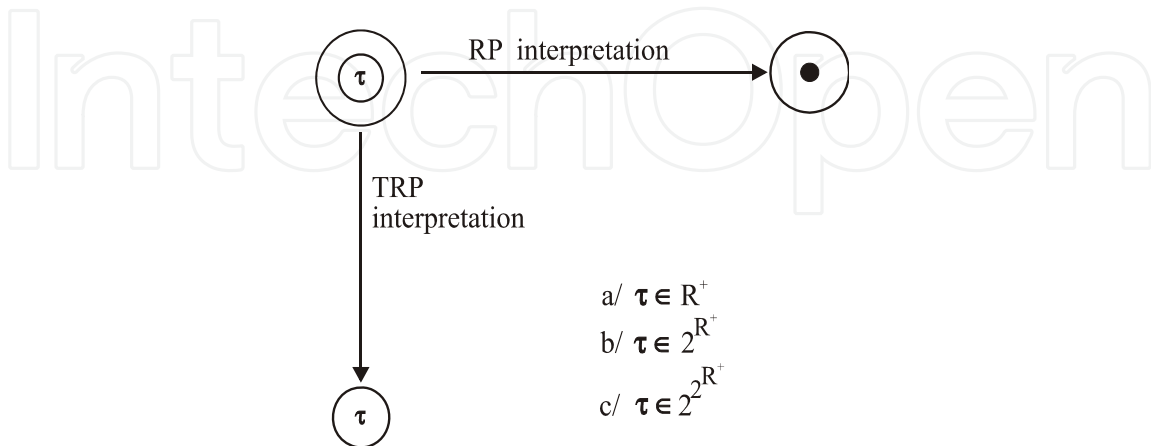 IntechOpen
τ
RP interpretation
TRP
interpretation
a/ τ ∈ R⁺
b/ τ ∈ 2^{R⁺}
c/ τ ∈ 2^{2^{R⁺}}
τ